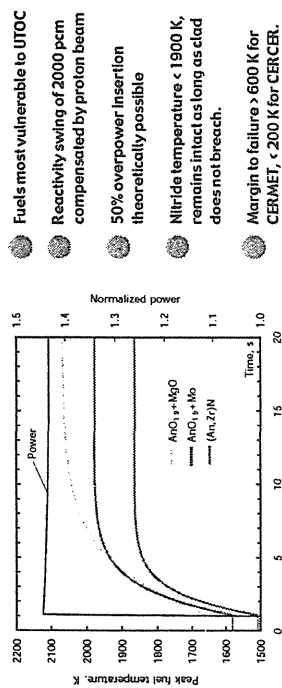 Fuels most vulnerable to UTOC
Reactivity swing of 2000 pcm
compensated by proton beam
50% overpower insertion
theoretically possible
Nitride temperature < 1900 K,
remains intact as long as clad
does not breach.
Margin to failure > 600 K for
CERMET, < 200 K for CERCER.
Peak fuel temperature, K
2200
2100
2000
1900
1800
1700
1600
1500
Power
AnO1.9+MgO
AnO1.9+Mo
(An,Zr)N
Normalized power
1.5
1.4
1.3
1.2
1.1
1.0
0
5
10
15
20
Time, s